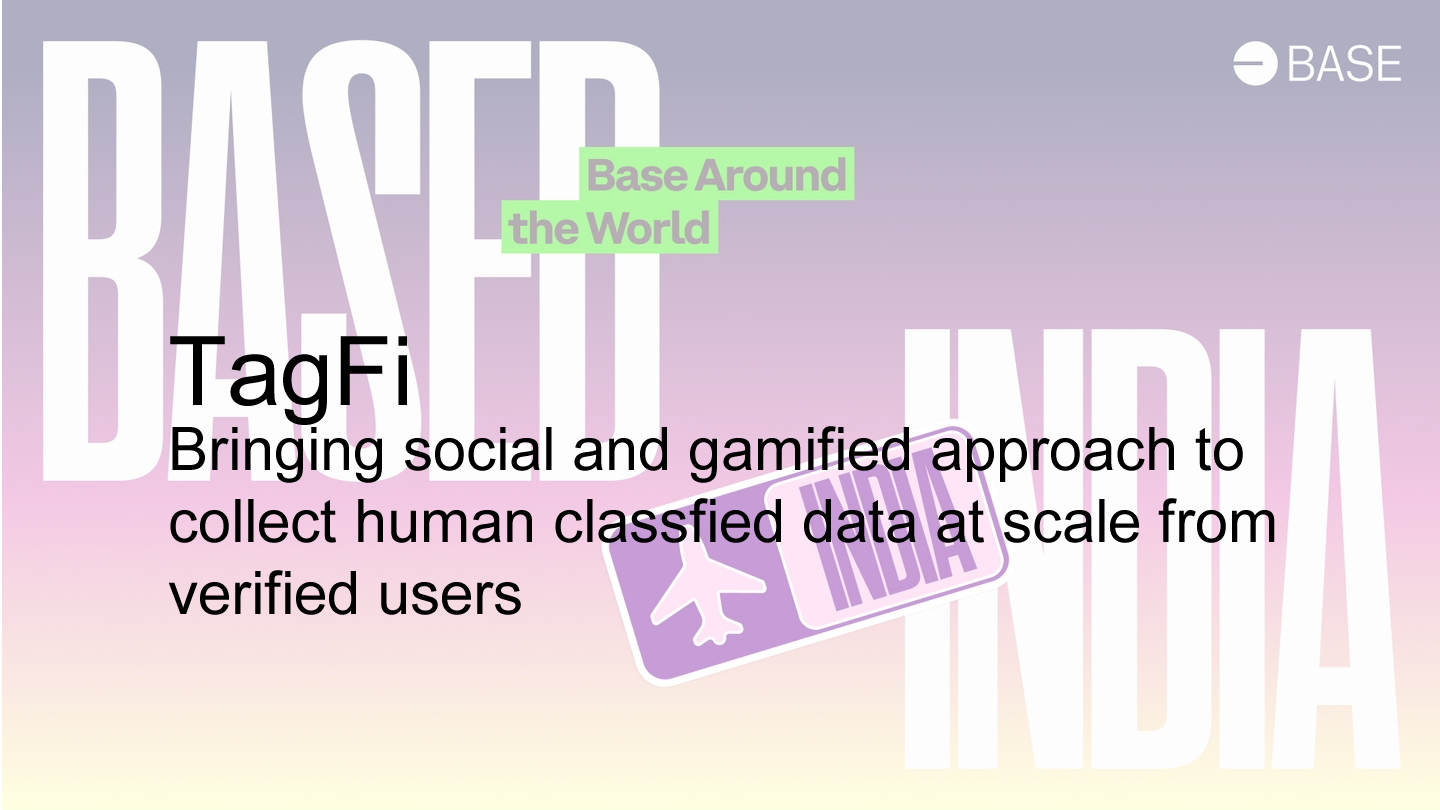 BASED
BASE
Base Around
the World
TagFi
Bringing social and gamified approach to
collect human classfied data at scale from
verified users
INDIA
INDIA